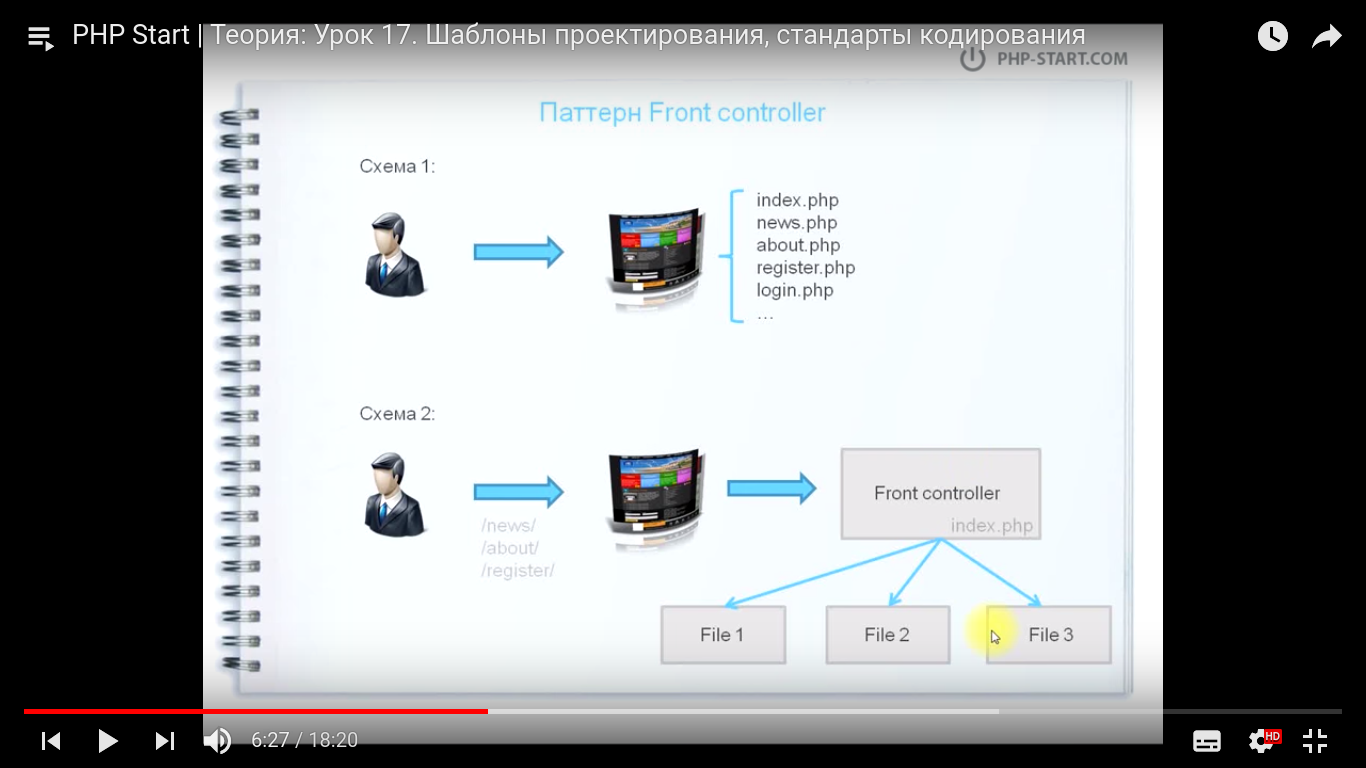 PHP Start | Теория: Урок 17. Шаблоны проектирования, стандарты кодирования
PHP-START.COM
Паттерн Front controller
Схема 1:
index.php
news.php
about.php
register.php
login.php
...
Схема 2:
/news/
/about/
/register/
Front controller
index.php
File 1
File 2
File 3
6:27 / 18:20
HD